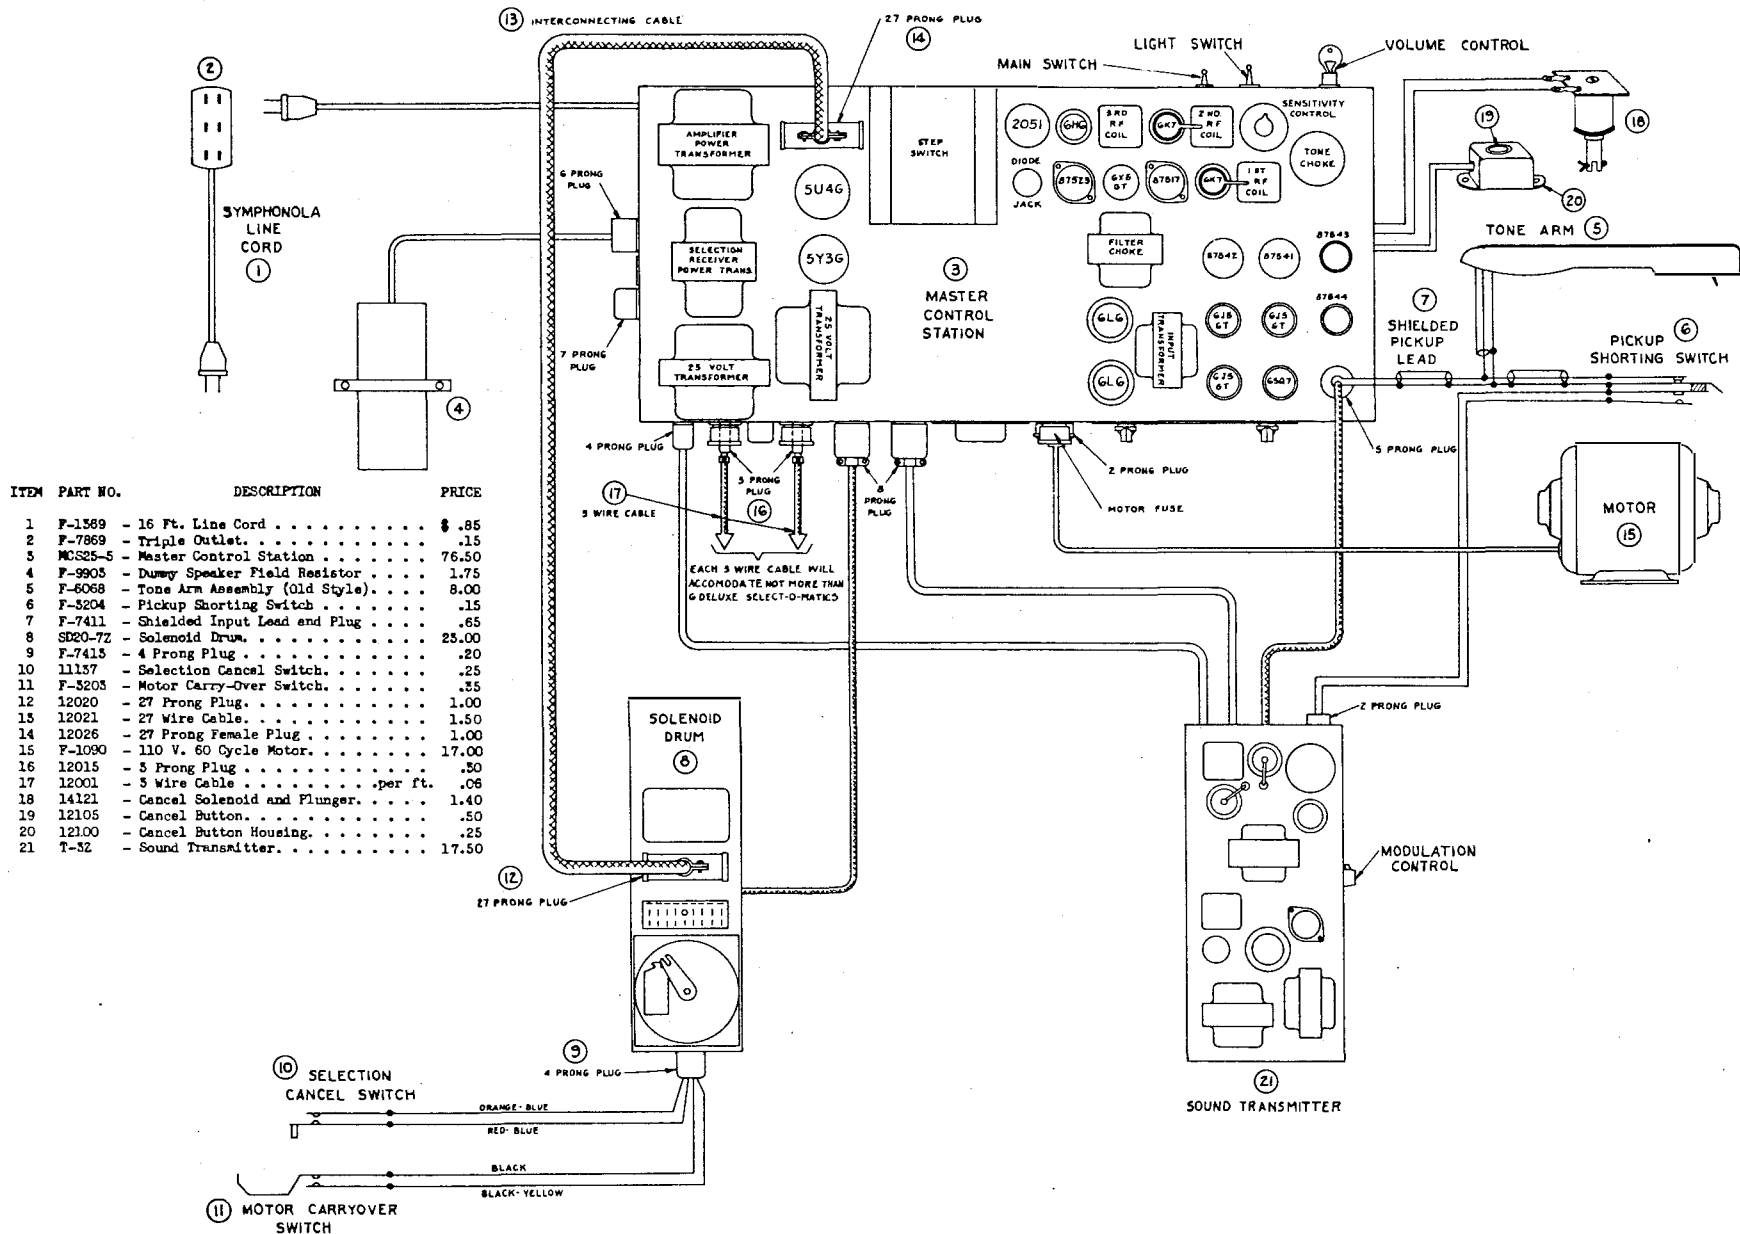 13 INTERCONNECTING CABLE
27 PRONG PLUG
14
LIGHT SWITCH
MAIN SWITCH
VOLUME CONTROL
2
SYMPHONOLA
LINE
CORD
1
6 PRONG
PLUG
7 PRONG
PLUG
4
AMPLIFIER
POWER
TRANSFORMER
SELECTION
RECEIVER
POWER TRANS.
25 VOLT
TRANSFORMER
5U4G
5Y3G
25 VOLT
TRANSFORMER
STEP
SWITCH
3
MASTER
CONTROL
STATION
2051
6H6
3 RD
RF
COIL
6K7
2 ND
RF
COIL
SENSITIVITY
CONTROL
TONE
CHOKE
DIODE
JACK
87523
6X5
GT
87517
6K7
1 ST
RF
COIL
FILTER
CHOKE
87542
87541
87543
87544
6L6
6L6
INPUT
TRANSFORMER
6J5
GT
6J5
GT
6J5
GT
6SQ7
18
19
20
TONE ARM 5
7
SHIELDED
PICKUP
LEAD
6
PICKUP
SHORTING SWITCH
5 PRONG PLUG
MOTOR
15
4 PRONG PLUG
3 PRONG
PLUG
16
17
3 WIRE CABLE
EACH 3 WIRE CABLE WILL
ACCOMODATE NOT MORE THAN
6 DELUXE SELECT-O-MATICS
8
PRONG
PLUG
2 PRONG PLUG
MOTOR FUSE
ITEM PART NO. DESCRIPTION PRICE
1 F-1369 - 16 Ft. Line Cord . . . . . . . . . . $ .85
2 F-7869 - Triple Outlet. . . . . . . . . . . .15
3 MCS25-5 - Master Control Station . . . . . . . 76.50
4 F-9903 - Dummy Speaker Field Resistor . . . . 1.75
5 F-6068 - Tone Arm Assembly (Old Style). . . . 8.00
6 F-3204 - Pickup Shorting Switch . . . . . . . .15
7 F-7411 - Shielded Input Lead and Plug . . . . .65
8 SD20-7Z - Solenoid Drum. . . . . . . . . . . . 23.00
9 F-7413 - 4 Prong Plug . . . . . . . . . . . . .20
10 11137 - Selection Cancel Switch. . . . . . . .25
11 F-3203 - Motor Carry-Over Switch. . . . . . . .35
12 12020 - 27 Prong Plug. . . . . . . . . . . . 1.00
13 12021 - 27 Wire Cable. . . . . . . . . . . . 1.50
14 12026 - 27 Prong Female Plug . . . . . . . . 1.00
15 F-1090 - 110 V. 60 Cycle Motor. . . . . . . . 17.00
16 12015 - 3 Prong Plug . . . . . . . . . . . . .30
17 12001 - 3 Wire Cable . . . . . . . . .per ft. .06
18 14121 - Cancel Solenoid and Plunger. . . . . 1.40
19 12105 - Cancel Button. . . . . . . . . . . . .50
20 12100 - Cancel Button Housing. . . . . . . . .25
21 T-32 - Sound Transmitter. . . . . . . . . . 17.50
SOLENOID
DRUM
8
12
27 PRONG PLUG
2 PRONG PLUG
MODULATION
CONTROL
9
4 PRONG PLUG
10 SELECTION
CANCEL SWITCH
ORANGE-BLUE
RED-BLUE
BLACK
BLACK-YELLOW
11 MOTOR CARRYOVER
SWITCH
21
SOUND TRANSMITTER